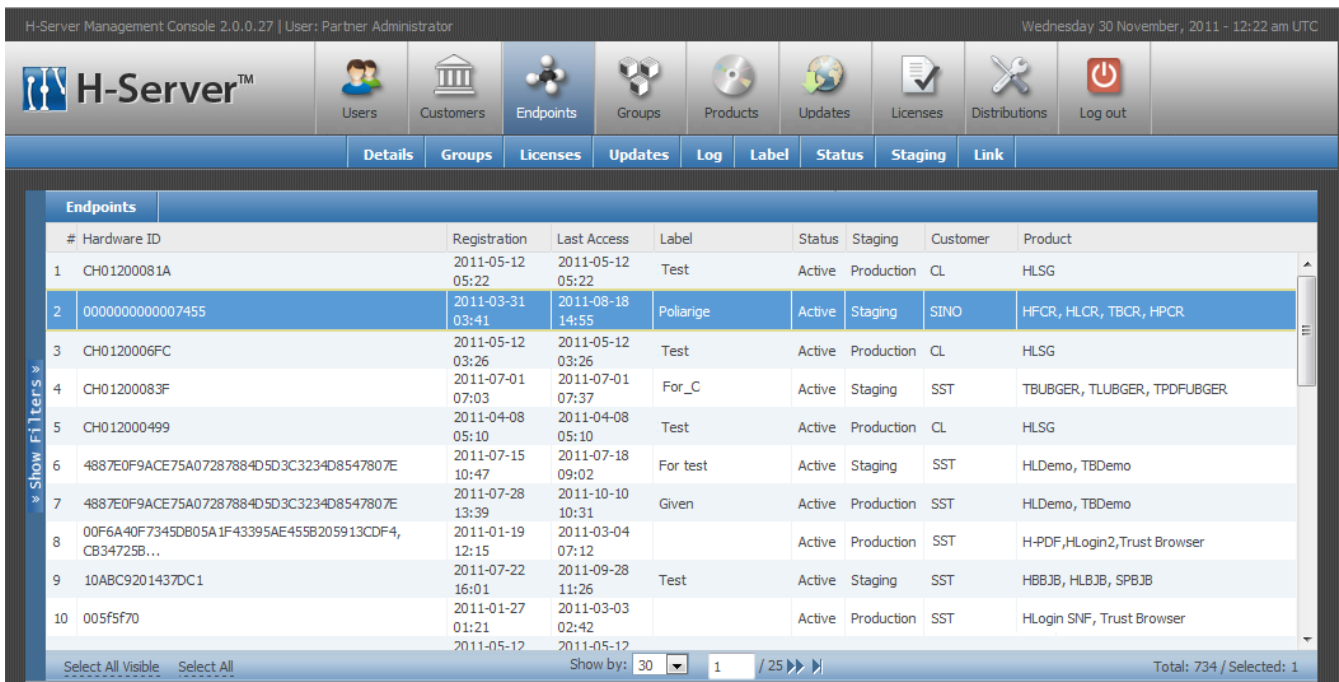 H-Server Management Console 2.0.0.27 | User: Partner Administrator Wednesday 30 November, 2011 - 12:22 am UTC
H-Server™
Users Customers Endpoints Groups Products Updates Licenses Distributions Log out
Details Groups Licenses Updates Log Label Status Staging Link
Endpoints
# Hardware ID Registration Last Access Label Status Staging Customer Product
1 CH01200081A 2011-05-12 05:22 2011-05-12 05:22 Test Active Production CL HLSG
2 0000000000007455 2011-03-31 03:41 2011-08-18 14:55 Poliarige Active Staging SINO HFCR, HLCR, TBCR, HPCR
3 CH0120006FC 2011-05-12 03:26 2011-05-12 03:26 Test Active Production CL HLSG
4 CH01200083F 2011-07-01 07:03 2011-07-01 07:37 For_C Active Staging SST TBUBGER, TLUBGER, TPDFUBGER
5 CH012000499 2011-04-08 05:10 2011-04-08 05:10 Test Active Production CL HLSG
6 4887E0F9ACE75A07287884D5D3C3234D8547807E 2011-07-15 10:47 2011-07-18 09:02 For test Active Staging SST HLDemo, TBDemo
7 4887E0F9ACE75A07287884D5D3C3234D8547807E 2011-07-28 13:39 2011-10-10 10:31 Given Active Production SST HLDemo, TBDemo
8 00F6A40F7345DB05A1F43395AE455B205913CDF4, CB34725B... 2011-01-19 12:15 2011-03-04 07:12 Active Production SST H-PDF,HLogin2,Trust Browser
9 10ABC9201437DC1 2011-07-22 16:01 2011-09-28 11:26 Test Active Staging SST HBBJB, HLBJB, SPBJB
10 005f5f70 2011-01-27 01:21 2011-03-03 02:42 Active Production SST HLogin SNF, Trust Browser
2011-05-12 2011-05-12
» Show Filters »
Select All Visible Select All Show by: 30 1 / 25 Total: 734 / Selected: 1